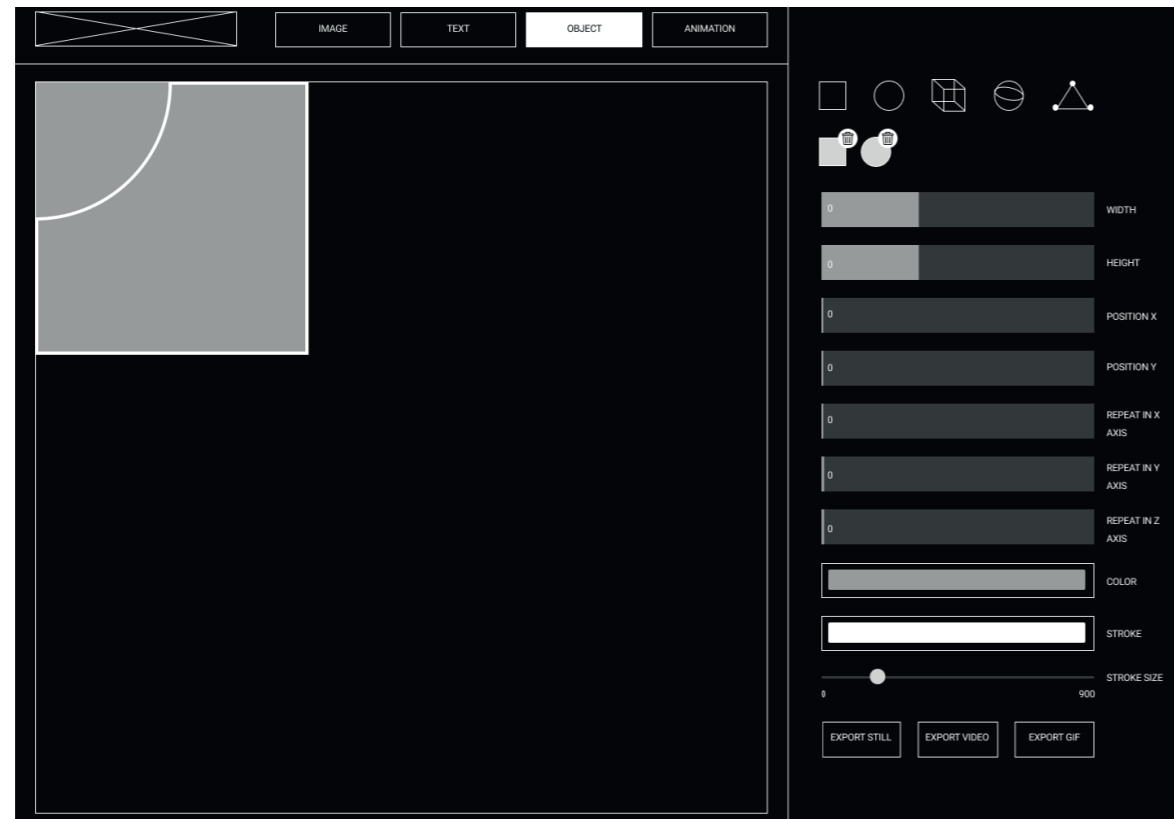 IMAGE
TEXT
OBJECT
ANIMATION
0
WIDTH
0
HEIGHT
0
POSITION X
0
POSITION Y
0
REPEAT IN X
AXIS
0
REPEAT IN Y
AXIS
0
REPEAT IN Z
AXIS
COLOR
STROKE
STROKE SIZE
0
900
EXPORT STILL
EXPORT VIDEO
EXPORT GIF